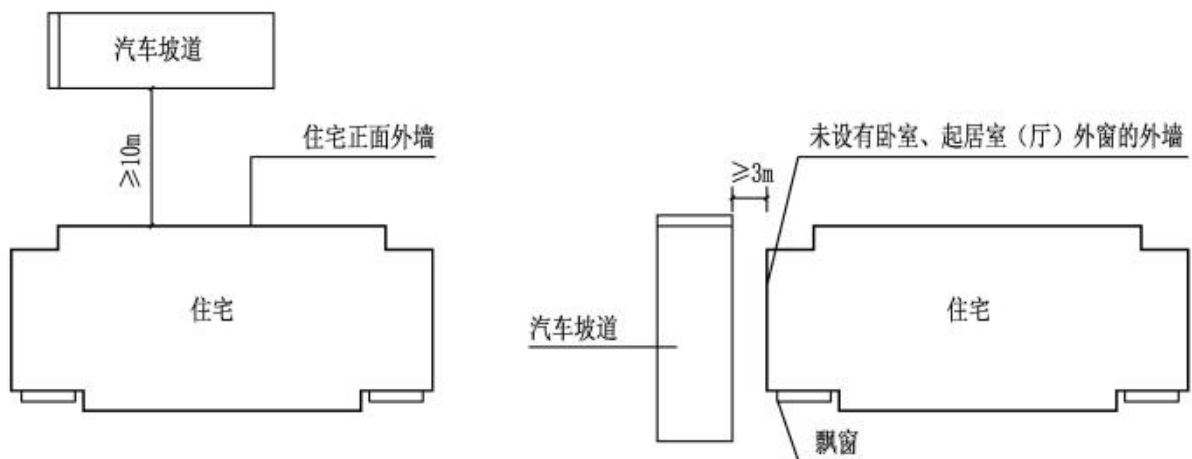 汽车坡道
≥10m
住宅正面外墙
住宅
未设有卧室、起居室（厅）外窗的外墙
≥3m
汽车坡道
住宅
飘窗